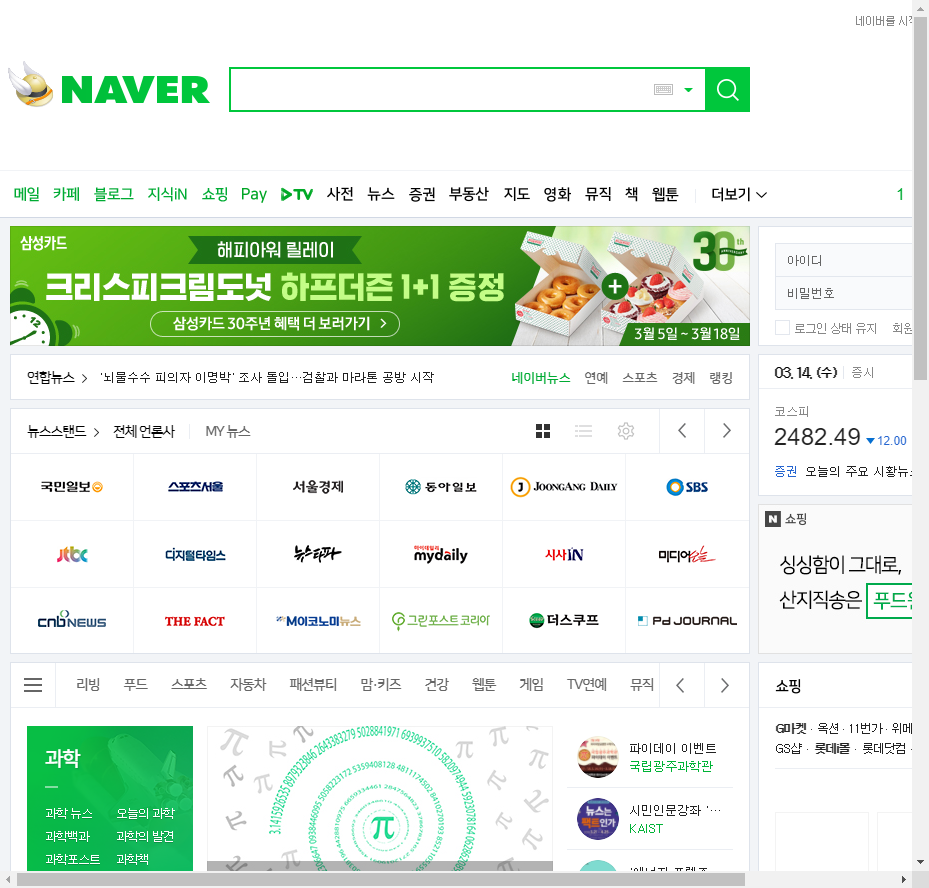 네이버를 시작
NAVER
메일 카페 블로그 지식iN 쇼핑 Pay TV 사전 뉴스 증권 부동산 지도 영화 뮤직 책 웹툰 더보기 1
삼성카드
해피아워 릴레이
크리스피크림도넛 하프더즌 1+1 증정
삼성카드 30주년 혜택 더 보러가기 >
30th
3월 5일 ~ 3월 18일
아이디
비밀번호
로그인 상태 유지 회원
연합뉴스 > '뇌물수수 피의자 이명박' 조사 돌입…검찰과 마라톤 공방 시작
네이버뉴스 연예 스포츠 경제 랭킹
03. 14. (수) 증시
코스피
2482.49 ▼12.00
증권 오늘의 주요 시황뉴스
뉴스스탠드 > 전체 언론사 MY 뉴스
국민일보 스포츠서울 서울경제 동아일보 JOONGANG DAILY SBS
jtbc 디지털타임스 뉴스타파 마이데일리 mydaily 시사IN 미디어오늘
cnbNEWS THE FACT 마이코노미뉴스 그린포스트코리아 더스쿠프 Pd JOURNAL
N 쇼핑
싱싱함이 그대로,
산지직송은 푸드
리빙 푸드 스포츠 자동차 패션뷰티 맘·키즈 건강 웹툰 게임 TV연예 뮤직
쇼핑
G마켓 · 옥션 · 11번가 · 위메
GS샵 · 롯데i몰 · 롯데닷컴 ·
과학
과학 뉴스 오늘의 과학
과학백과 과학의 발견
과학포스트 과학책
π
파이데이 이벤트
국립광주과학관
시민인문강좌 '…
KAIST